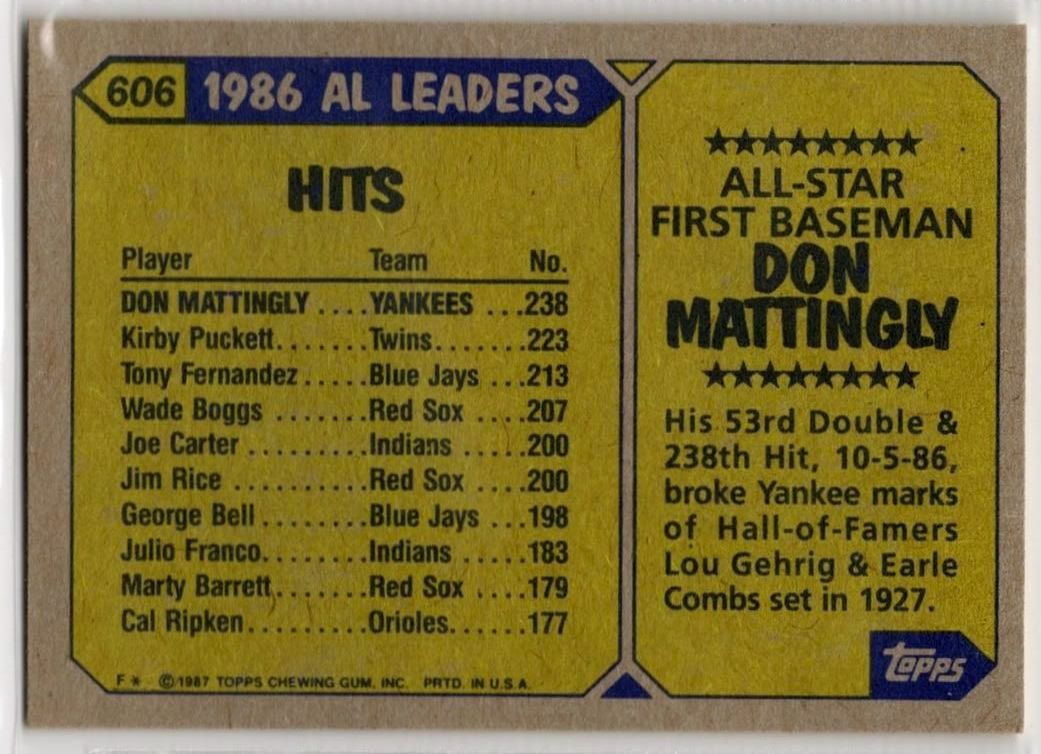 606 1986 AL LEADERS
HITS
Player Team No.
DON MATTINGLY ....YANKEES ...238
Kirby Puckett.......Twins.......223
Tony Fernandez.....Blue Jays ...213
Wade Boggs .......Red Sox ....207
Joe Carter .........Indians .....200
Jim Rice ..........Red Sox ....200
George Bell ........Blue Jays ...198
Julio Franco........Indians .....183
Marty Barrett.......Red Sox ....179
Cal Ripken.........Orioles......177
F* ©1987 TOPPS CHEWING GUM, INC. PRTD. IN U.S.A.
★★★★★★★★
ALL-STAR
FIRST BASEMAN
DON
MATTINGLY
★★★★★★★★
His 53rd Double &
238th Hit, 10-5-86,
broke Yankee marks
of Hall-of-Famers
Lou Gehrig & Earle
Combs set in 1927.
topps